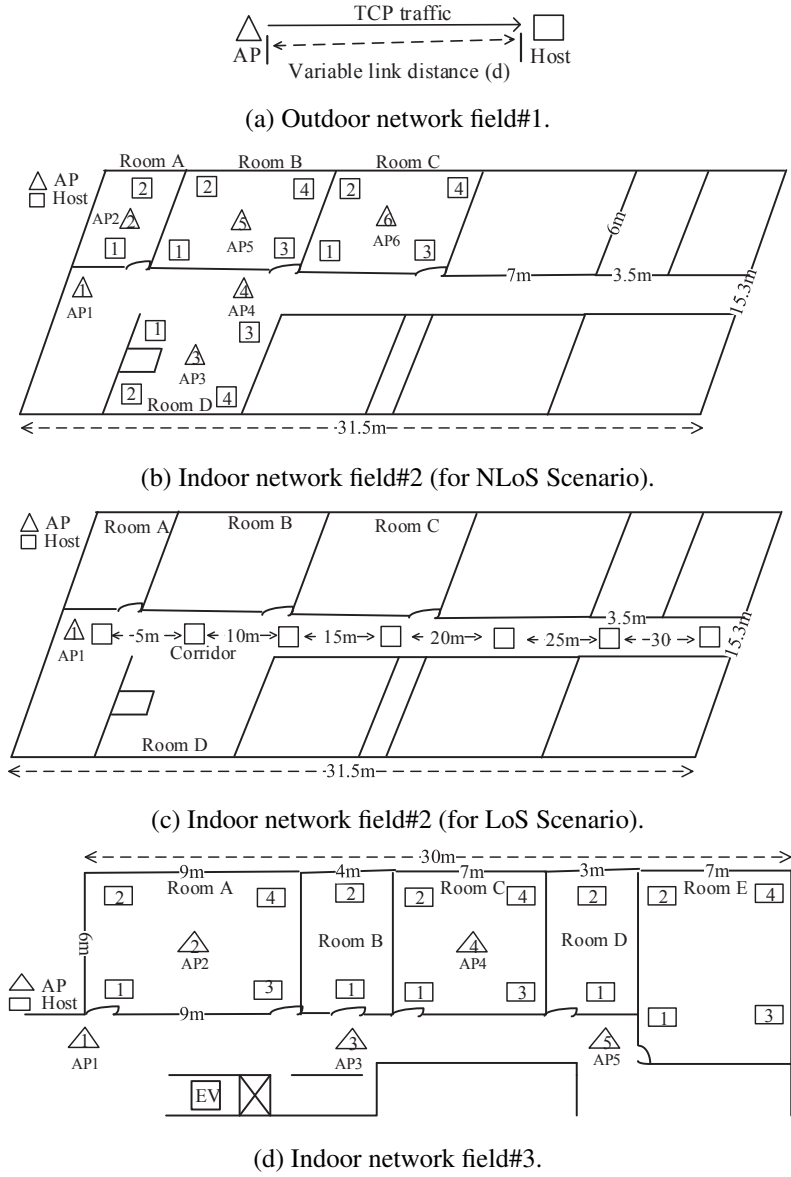 TCP traffic
AP
Host
Variable link distance (d)
(a) Outdoor network field#1.
Room A Room B Room C
AP
Host
2 2 4 2 4
AP2 2 5 6
1 1 AP5 3 1 AP6 3
6m
7m 3.5m
1 4
AP1 AP4
15.3m
1 3
3
AP3
2 4
Room D
31.5m
(b) Indoor network field#2 (for NLoS Scenario).
AP
Host
Room A Room B Room C
3.5m
1 5m 10m 15m 20m 25m 30
AP1
Corridor
15.3m
Room D
31.5m
(c) Indoor network field#2 (for LoS Scenario).
30m
9m 4m 7m 3m 7m
Room A Room C Room E
2 4 2 2 4 2 2 4
6m
2 Room B 4 Room D
AP2 AP4
AP
Host
1 3 1 1 3 1 1 3
9m
1 3 5
AP1 AP3 AP5
EV
(d) Indoor network field#3.